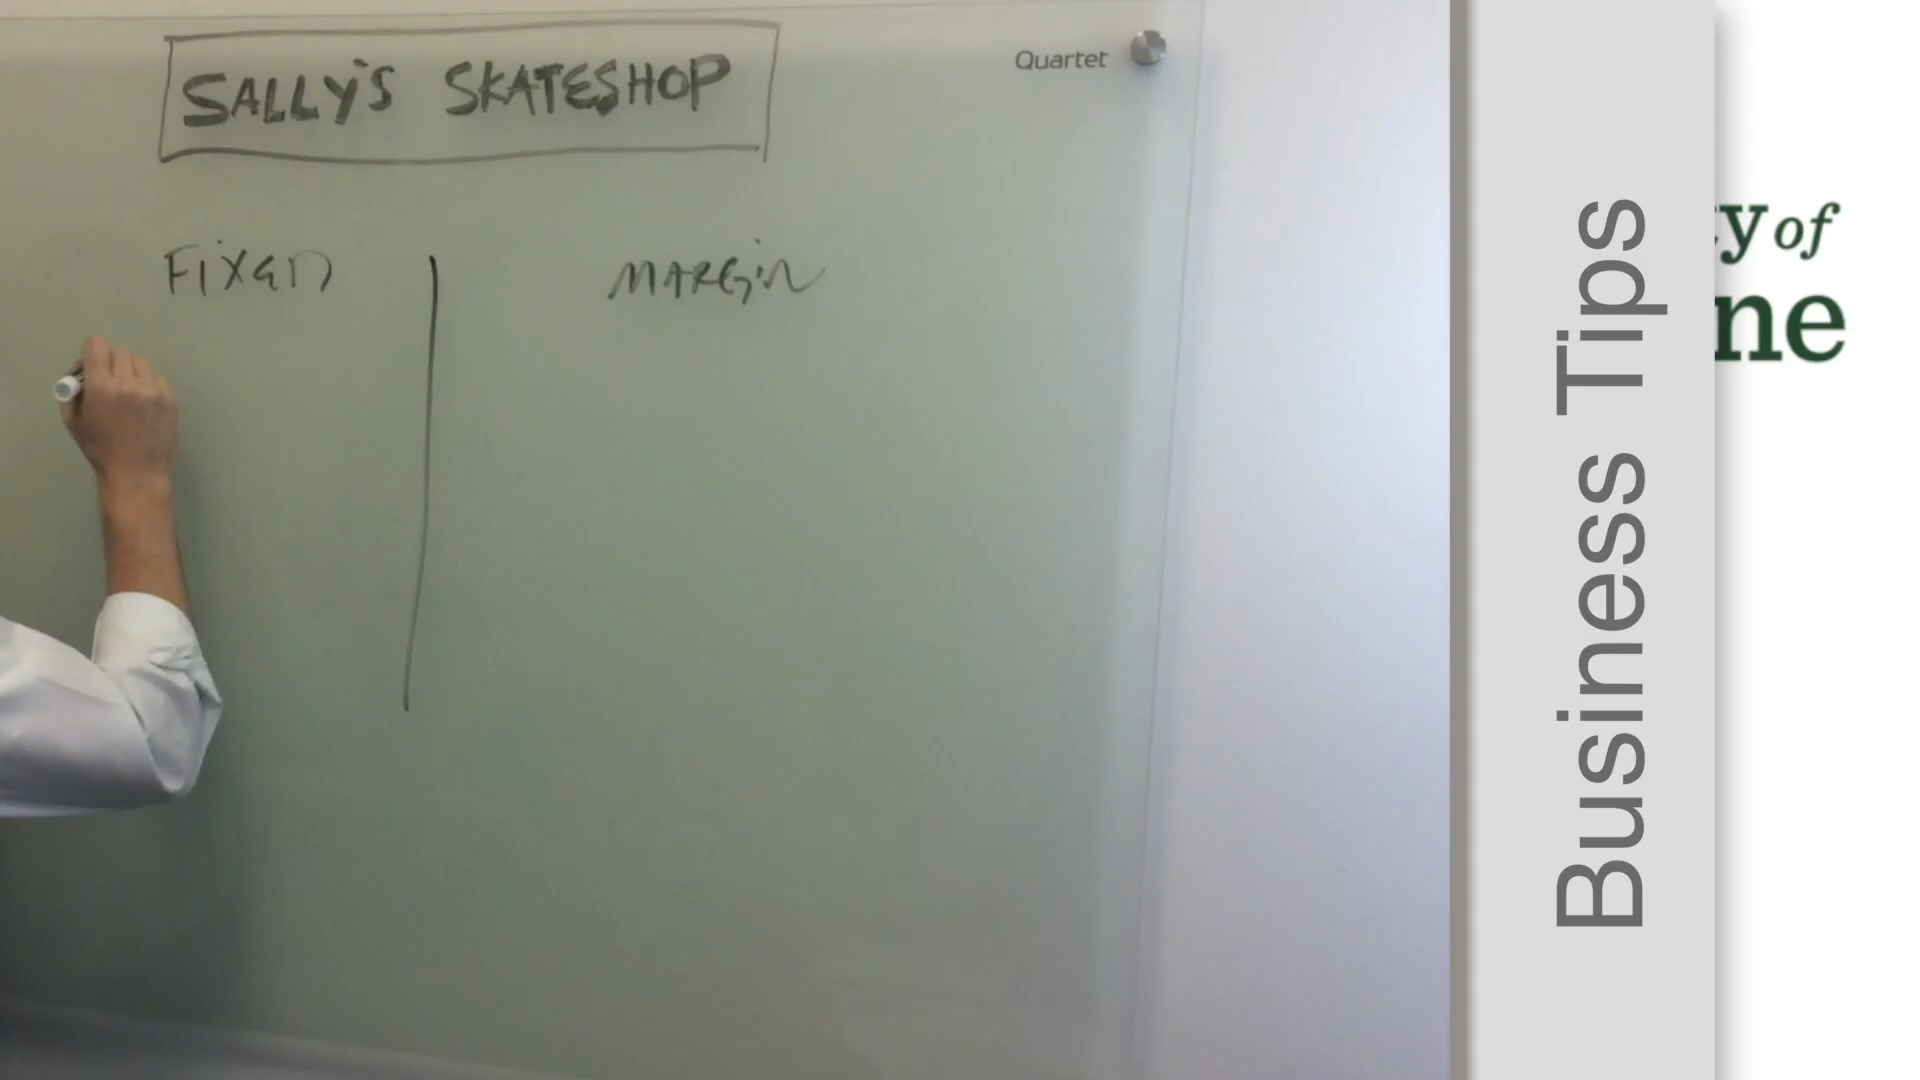 SALLY'S SKATESHOP
Quartet
FIXED
MARGIN
Business Tips
y of
ne